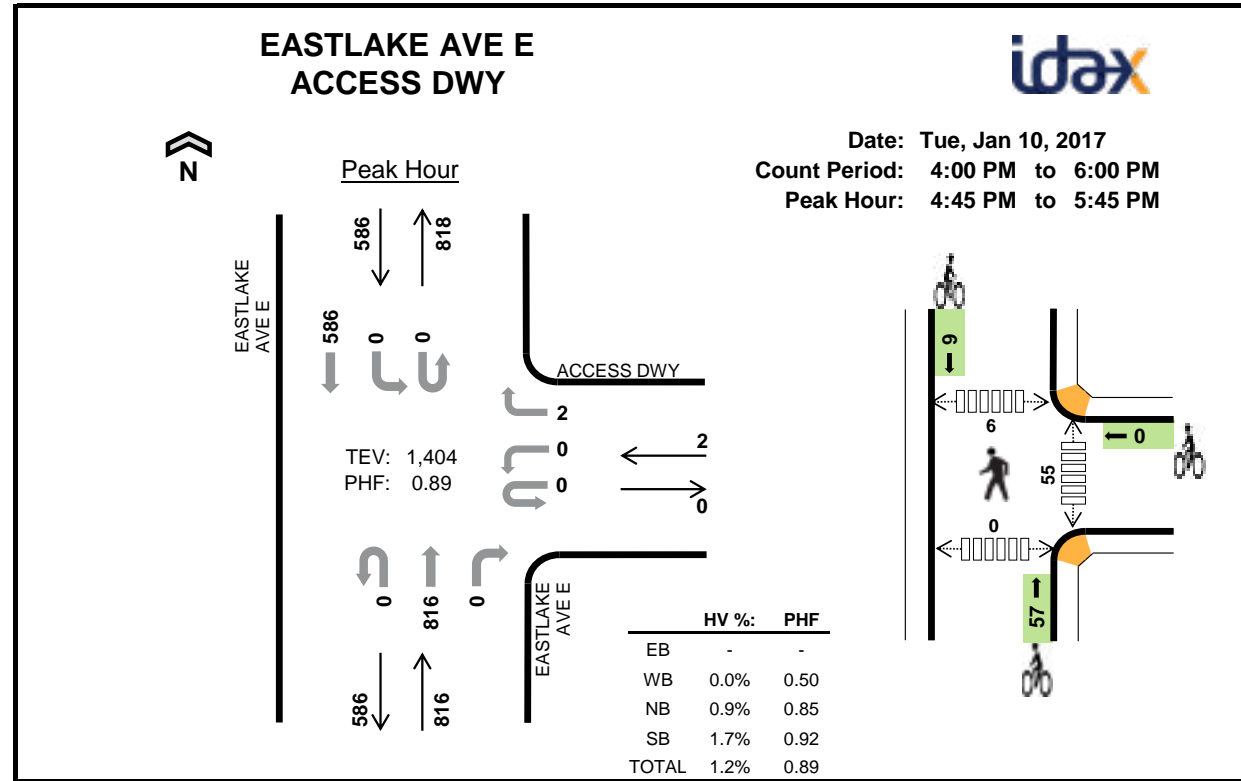 EASTLAKE AVE E
ACCESS DWY
idax
Date: Tue, Jan 10, 2017
Count Period: 4:00 PM to 6:00 PM
Peak Hour: 4:45 PM to 5:45 PM
N
Peak Hour
586
818
EASTLAKE
AVE E
586
0
0
ACCESS DWY
2
0
0
2
0
TEV: 1,404
PHF: 0.89
0
816
0
EASTLAKE
AVE E
586
816
HV %: PHF
EB - -
WB 0.0% 0.50
NB 0.9% 0.85
SB 1.7% 0.92
TOTAL 1.2% 0.89
9
6
0
55
0
57